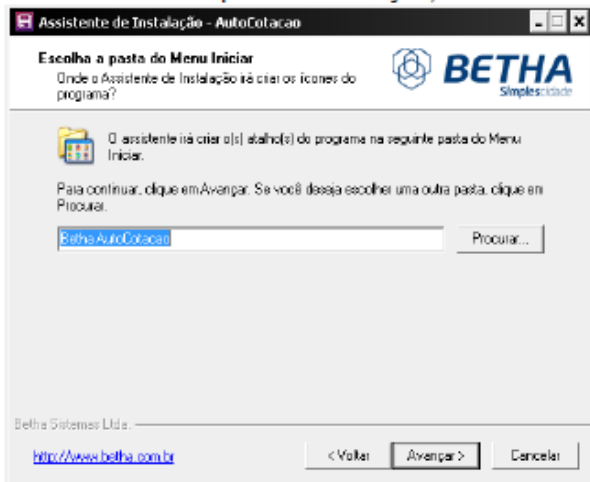 Assistente de Instalação - AutoCotacao
Escolha a pasta do Menu Iniciar
Onde o Assistente de Instalação irá criar os ícones do
programa?
BETHA
Simplescidade
O assistente irá criar o(s) atalho(s) do programa na seguinte pasta do Menu
Iniciar.
Para continuar, clique em Avançar. Se você deseja escolher uma outra pasta, clique em
Procurar.
Betha AutoCotacao
Procurar...
Betha Sistemas Ltda.
http://www.betha.com.br
< Voltar
Avançar >
Cancelar